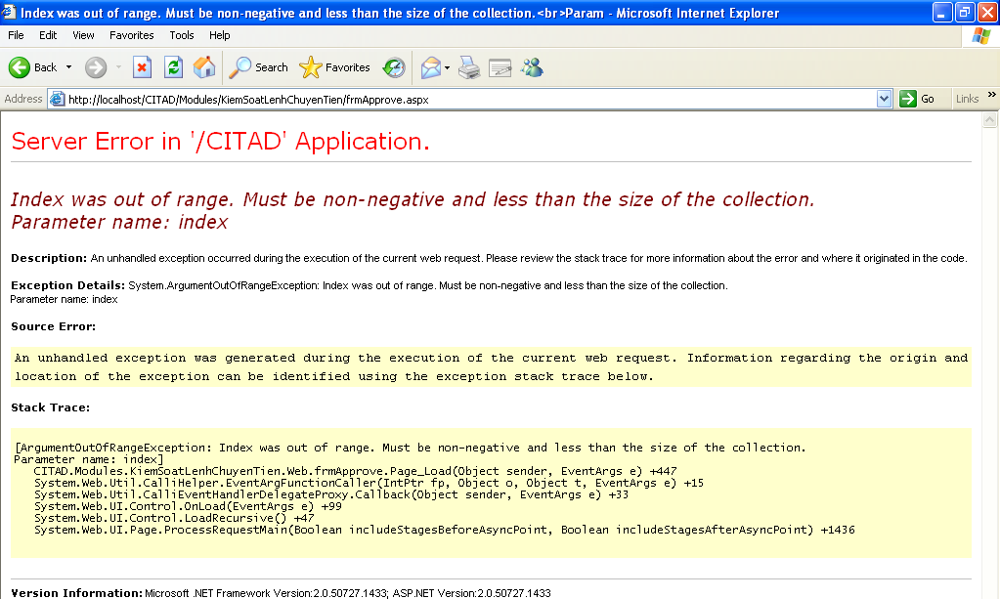 Index was out of range. Must be non-negative and less than the size of the collection.<br>Param - Microsoft Internet Explorer
File Edit View Favorites Tools Help
Back Search Favorites
Address http://localhost/CITAD/Modules/KiemSoatLenhChuyenTien/frmApprove.aspx Go Links »
Server Error in '/CITAD' Application.
Index was out of range. Must be non-negative and less than the size of the collection.
Parameter name: index
Description: An unhandled exception occurred during the execution of the current web request. Please review the stack trace for more information about the error and where it originated in the code.
Exception Details: System.ArgumentOutOfRangeException: Index was out of range. Must be non-negative and less than the size of the collection.
Parameter name: index
Source Error:
An unhandled exception was generated during the execution of the current web request. Information regarding the origin and
location of the exception can be identified using the exception stack trace below.
Stack Trace:
[ArgumentOutOfRangeException: Index was out of range. Must be non-negative and less than the size of the collection.
Parameter name: index]
CITAD.Modules.KiemSoatLenhChuyenTien.Web.frmApprove.Page_Load(Object sender, EventArgs e) +447
System.Web.Util.CalliHelper.EventArgFunctionCaller(IntPtr fp, Object o, Object t, EventArgs e) +15
System.Web.Util.CalliEventHandlerDelegateProxy.Callback(Object sender, EventArgs e) +33
System.Web.UI.Control.OnLoad(EventArgs e) +99
System.Web.UI.Control.LoadRecursive() +47
System.Web.UI.Page.ProcessRequestMain(Boolean includeStagesBeforeAsyncPoint, Boolean includeStagesAfterAsyncPoint) +1436
Version Information: Microsoft .NET Framework Version:2.0.50727.1433; ASP.NET Version:2.0.50727.1433